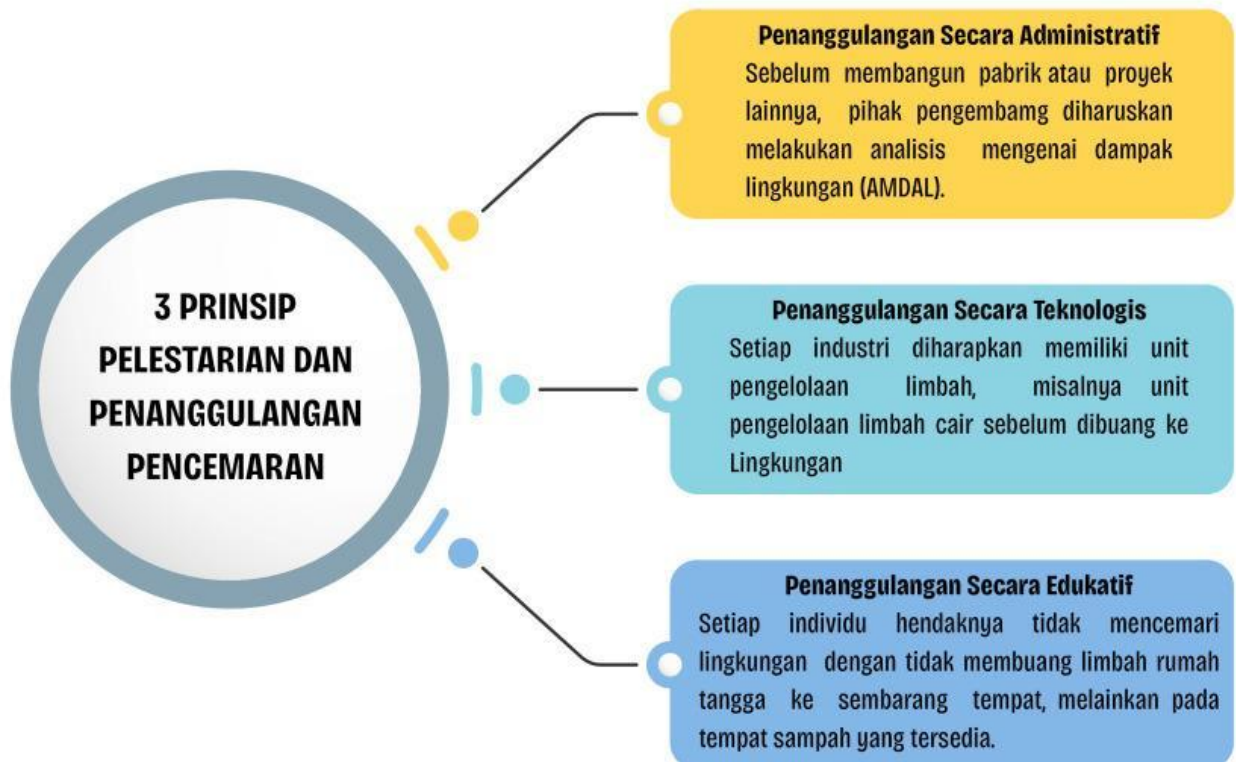 3 PRINSIP
PELESTARIAN DAN
PENANGGULANGAN
PENCEMARAN
Penanggulangan Secara Administratif
Sebelum membangun pabrik atau proyek
lainnya, pihak pengembamg diharuskan
melakukan analisis mengenai dampak
lingkungan (AMDAL).
Penanggulangan Secara Teknologis
Setiap industri diharapkan memiliki unit
pengelolaan limbah, misalnya unit
pengelolaan limbah cair sebelum dibuang ke
Lingkungan
Penanggulangan Secara Edukatif
Setiap individu hendaknya tidak mencemari
lingkungan dengan tidak membuang limbah rumah
tangga ke sembarang tempat, melainkan pada
tempat sampah yang tersedia.